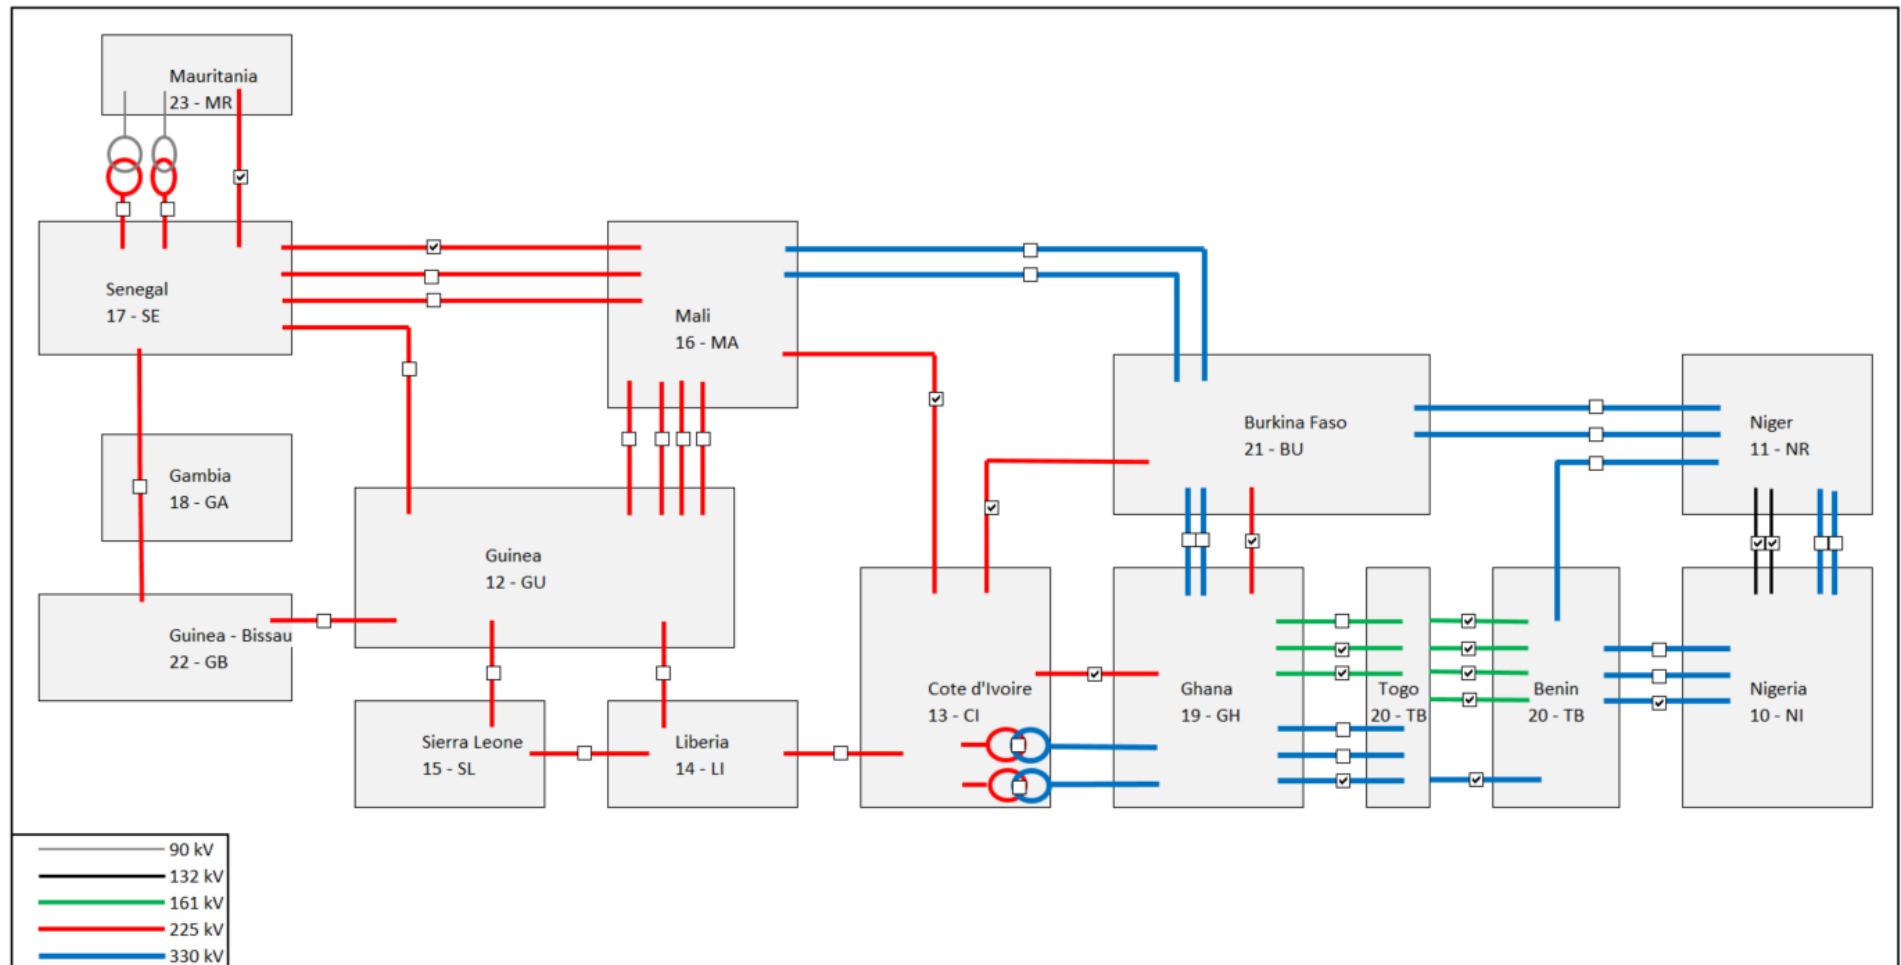 Mauritania
23 - MR
Senegal
17 - SE
Mali
16 - MA
Burkina Faso
21 - BU
Niger
11 - NR
Gambia
18 - GA
Guinea
12 - GU
Guinea - Bissau
22 - GB
Cote d'Ivoire
13 - CI
Ghana
19 - GH
Togo
20 - TB
Benin
20 - TB
Nigeria
10 - NI
Sierra Leone
15 - SL
Liberia
14 - LI
90 kV
132 kV
161 kV
225 kV
330 kV